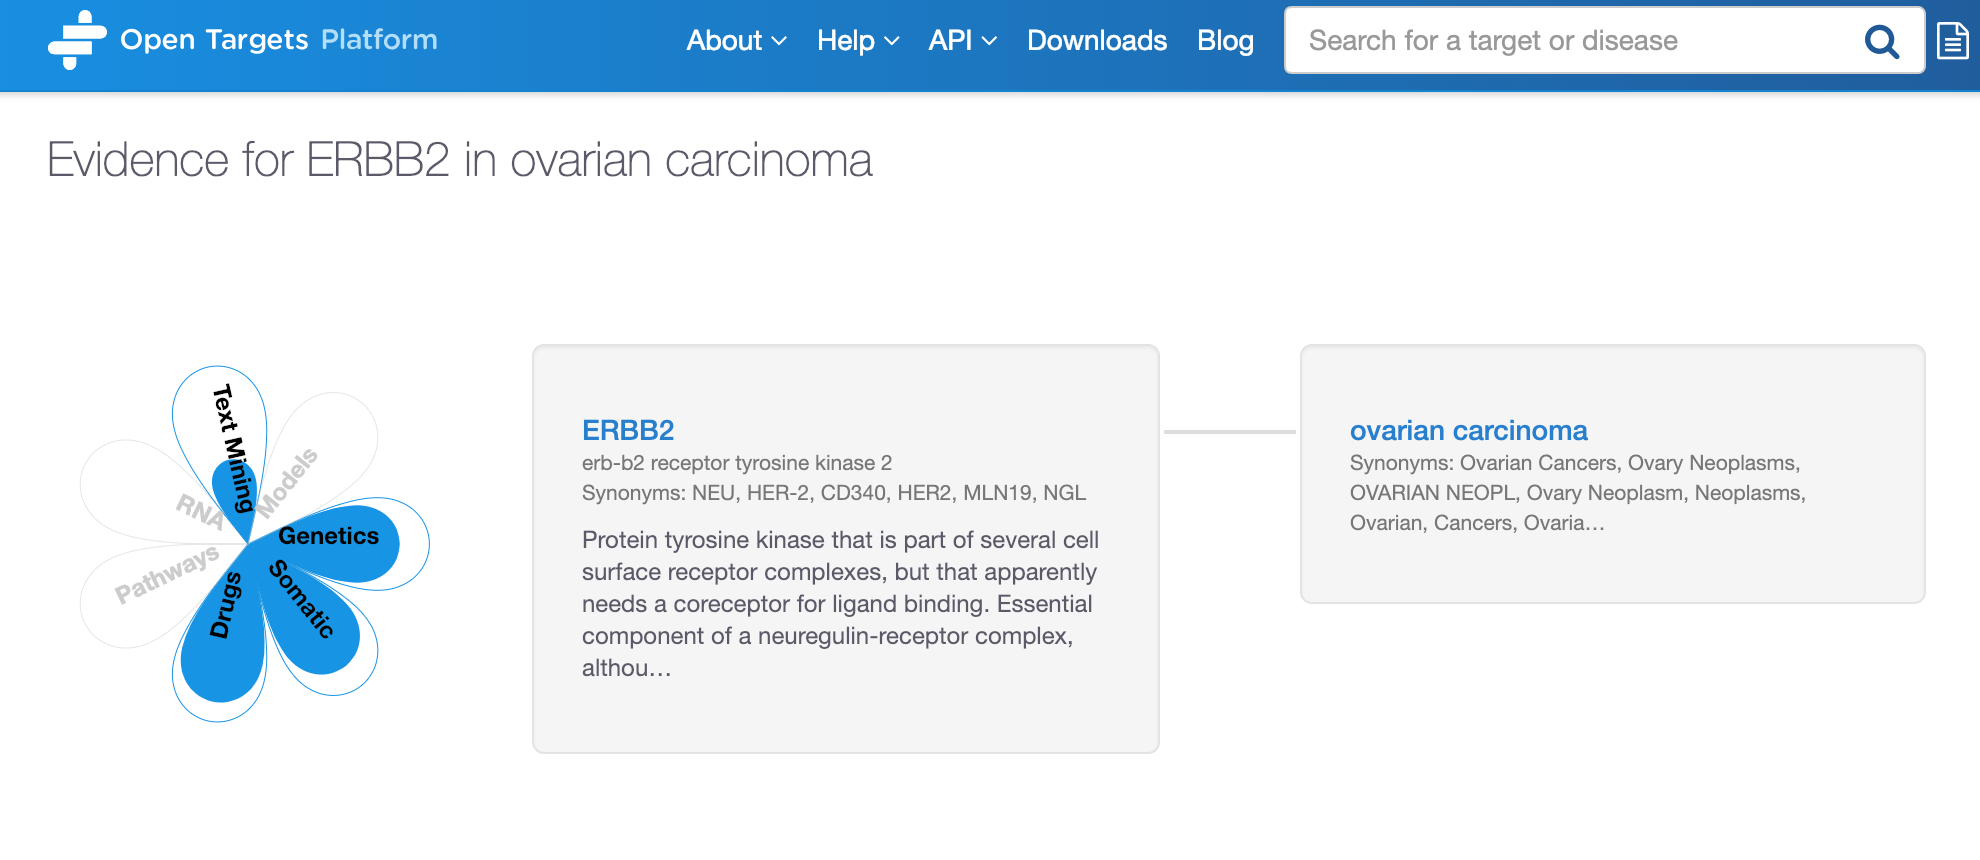 Open Targets Platform
About
Help
API
Downloads
Blog
Search for a target or disease
Evidence for ERBB2 in ovarian carcinoma
Text Mining
Models
RNA
Genetics
Pathways
Somatic
Drugs
ERBB2
erb-b2 receptor tyrosine kinase 2
Synonyms: NEU, HER-2, CD340, HER2, MLN19, NGL
Protein tyrosine kinase that is part of several cell
surface receptor complexes, but that apparently
needs a coreceptor for ligand binding. Essential
component of a neuregulin-receptor complex,
althou…
ovarian carcinoma
Synonyms: Ovarian Cancers, Ovary Neoplasms,
OVARIAN NEOPL, Ovary Neoplasm, Neoplasms,
Ovarian, Cancers, Ovaria…